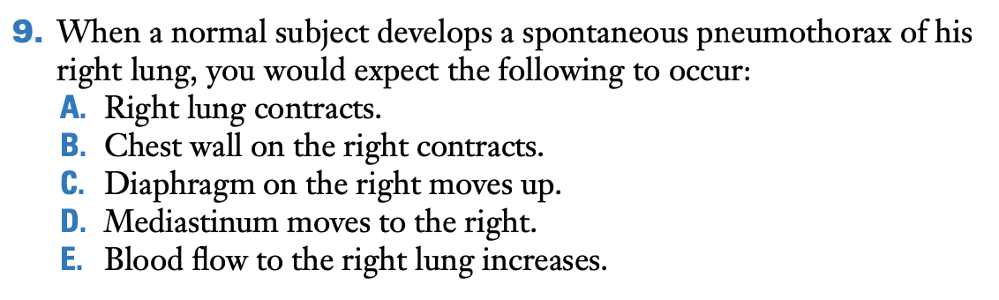 9. When a normal subject develops a spontaneous pneumothorax of his
right lung, you would expect the following to occur:
A. Right lung contracts.
B. Chest wall on the right contracts.
C. Diaphragm on the right moves up.
D. Mediastinum moves to the right.
E. Blood flow to the right lung increases.